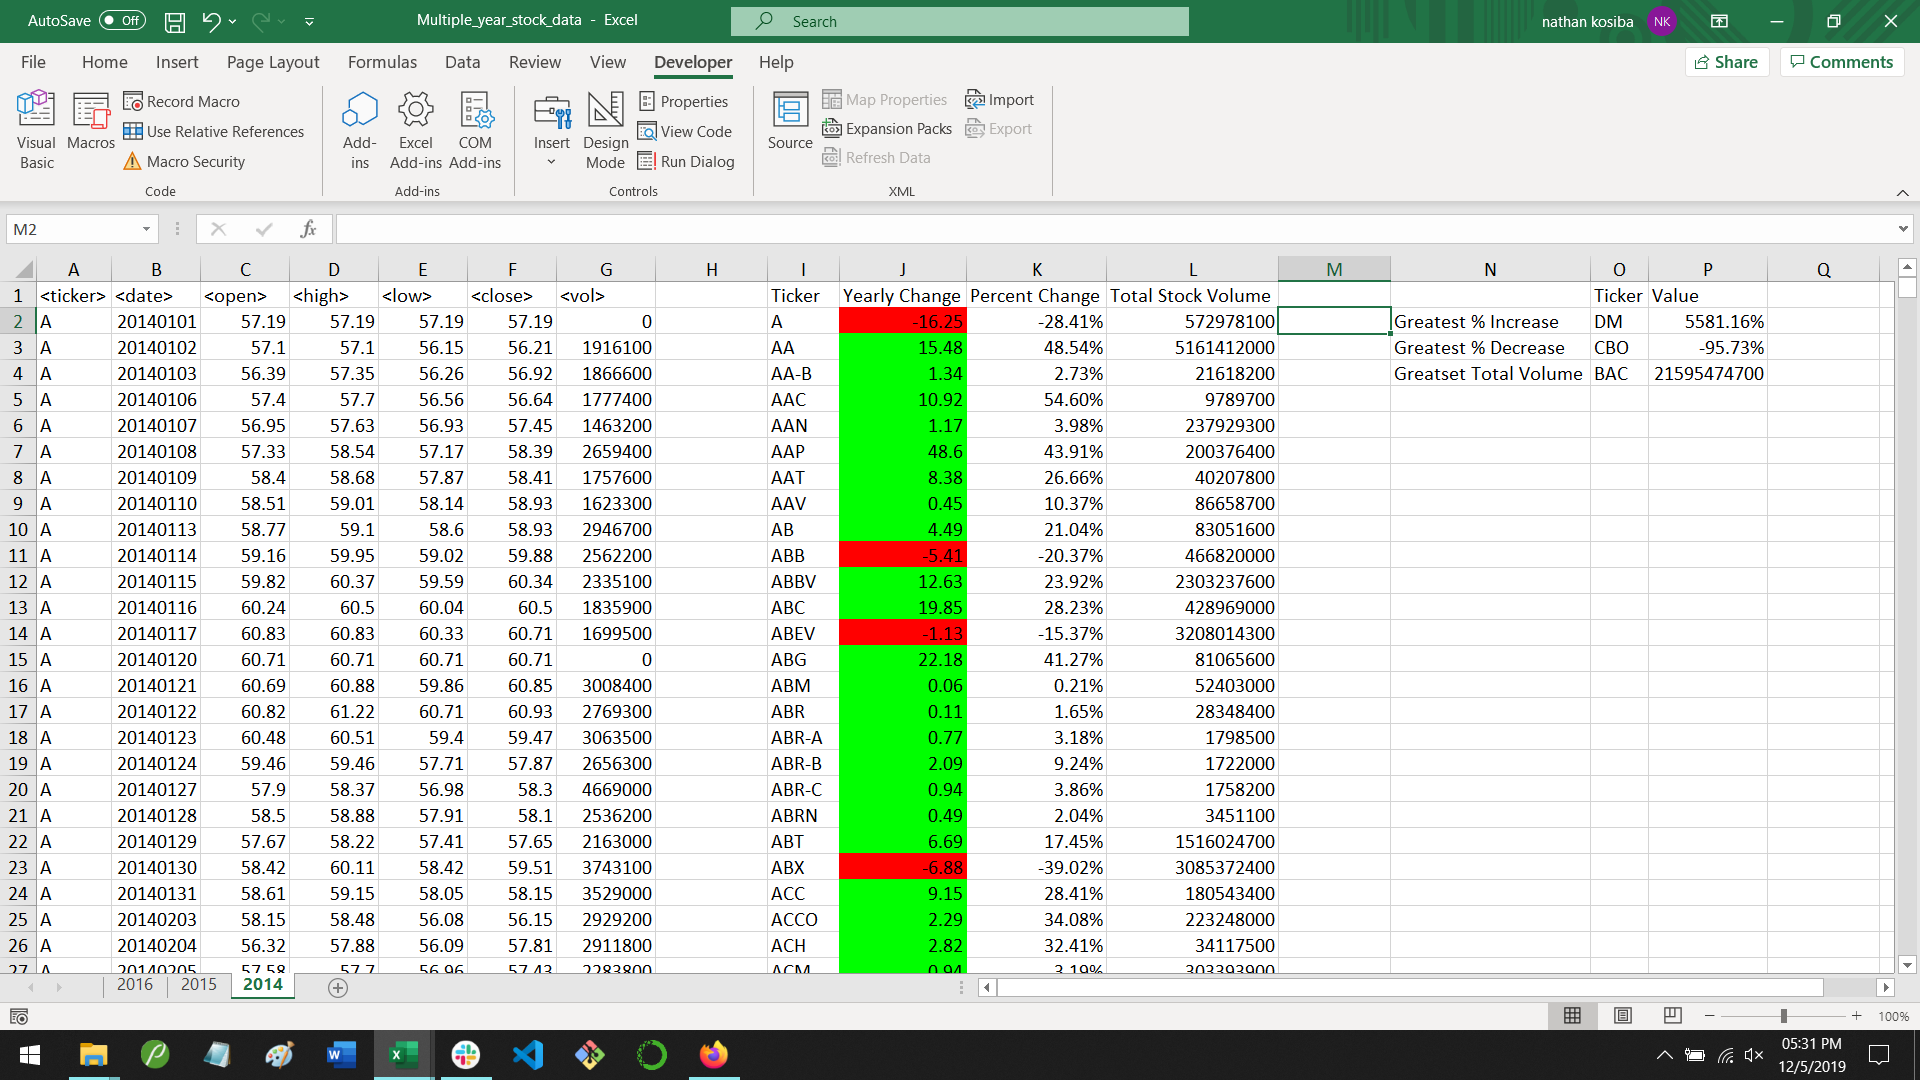 AutoSave Off Multiple_year_stock_data - Excel Search nathan kosiba NK
File Home Insert Page Layout Formulas Data Review View Developer Help Share Comments
Visual Basic Macros Record Macro Use Relative References Macro Security Code
Add-ins Excel Add-ins COM Add-ins Add-ins
Insert Design Mode Properties View Code Run Dialog Controls
Source Map Properties Expansion Packs Refresh Data Import Export XML
M2 fx
A B C D E F G H I J K L M N O P Q
1 <ticker> <date> <open> <high> <low> <close> <vol> Ticker Yearly Change Percent Change Total Stock Volume Ticker Value
2 A 20140101 57.19 57.19 57.19 57.19 0 A -16.25 -28.41% 572978100 Greatest % Increase DM 5581.16%
3 A 20140102 57.1 57.1 56.15 56.21 1916100 AA 15.48 48.54% 5161412000 Greatest % Decrease CBO -95.73%
4 A 20140103 56.39 57.35 56.26 56.92 1866600 AA-B 1.34 2.73% 21618200 Greatset Total Volume BAC 21595474700
5 A 20140106 57.4 57.7 56.56 56.64 1777400 AAC 10.92 54.60% 9789700
6 A 20140107 56.95 57.63 56.93 57.45 1463200 AAN 1.17 3.98% 237929300
7 A 20140108 57.33 58.54 57.17 58.39 2659400 AAP 48.6 43.91% 200376400
8 A 20140109 58.4 58.68 57.87 58.41 1757600 AAT 8.38 26.66% 40207800
9 A 20140110 58.51 59.01 58.14 58.93 1623300 AAV 0.45 10.37% 86658700
10 A 20140113 58.77 59.1 58.6 58.93 2946700 AB 4.49 21.04% 83051600
11 A 20140114 59.16 59.95 59.02 59.88 2562200 ABB -5.41 -20.37% 466820000
12 A 20140115 59.82 60.37 59.59 60.34 2335100 ABBV 12.63 23.92% 2303237600
13 A 20140116 60.24 60.5 60.04 60.5 1835900 ABC 19.85 28.23% 428969000
14 A 20140117 60.83 60.83 60.33 60.71 1699500 ABEV -1.13 -15.37% 3208014300
15 A 20140120 60.71 60.71 60.71 60.71 0 ABG 22.18 41.27% 81065600
16 A 20140121 60.69 60.88 59.86 60.85 3008400 ABM 0.06 0.21% 52403000
17 A 20140122 60.82 61.22 60.71 60.93 2769300 ABR 0.11 1.65% 28348400
18 A 20140123 60.48 60.51 59.4 59.47 3063500 ABR-A 0.77 3.18% 1798500
19 A 20140124 59.46 59.46 57.71 57.87 2656300 ABR-B 2.09 9.24% 1722000
20 A 20140127 57.9 58.37 56.98 58.3 4669000 ABR-C 0.94 3.86% 1758200
21 A 20140128 58.5 58.88 57.91 58.1 2536200 ABRN 0.49 2.04% 3451100
22 A 20140129 57.67 58.22 57.41 57.65 2163000 ABT 6.69 17.45% 1516024700
23 A 20140130 58.42 60.11 58.42 59.51 3743100 ABX -6.88 -39.02% 3085372400
24 A 20140131 58.61 59.15 58.05 58.15 3529000 ACC 9.15 28.41% 180543400
25 A 20140203 58.15 58.48 56.08 56.15 2929200 ACCO 2.29 34.08% 223248000
26 A 20140204 56.32 57.88 56.09 57.81 2911800 ACH 2.82 32.41% 34117500
27 A 20140205 57.58 57.7 56.96 57.43 2283800 ACM 0.94 3.19% 303393900
2016 2015 2014
100%
05:31 PM
12/5/2019